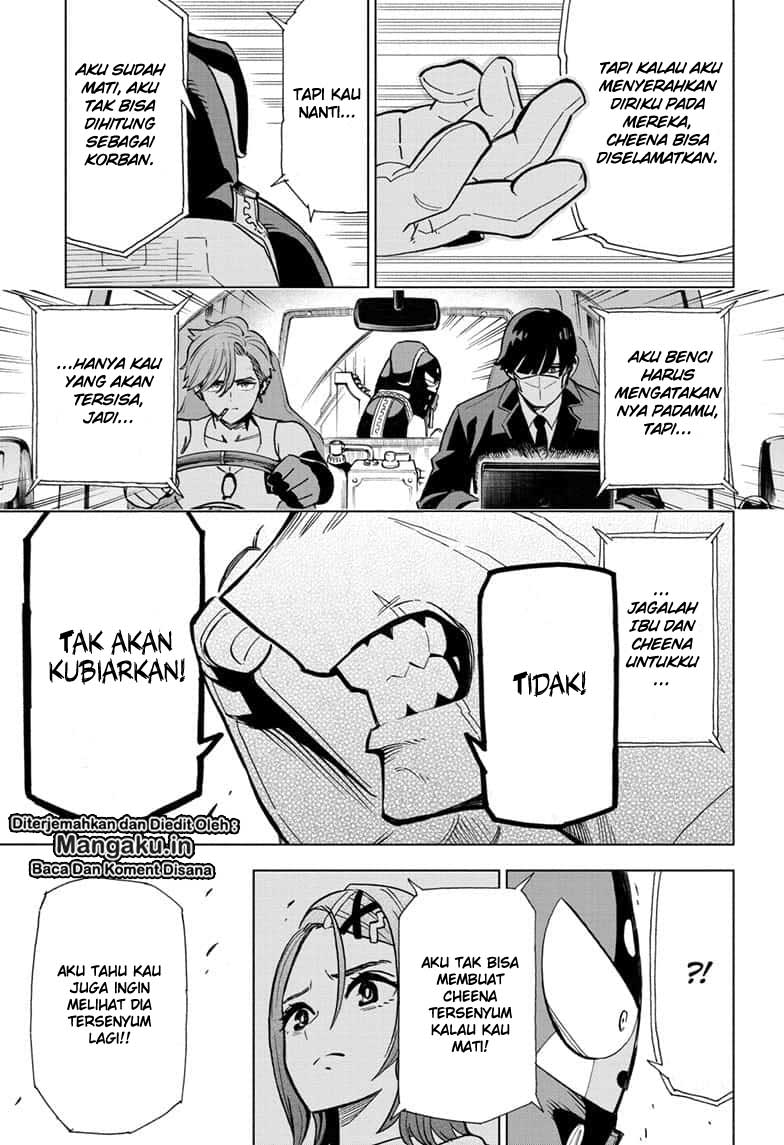 TAPI KALAU AKU
MENYERAHKAN
DIRIKU PADA
MEREKA,
CHEENA BISA
DISELAMATKAN.
TAPI KAU
NANTI...
AKU SUDAH
MATI, AKU
TAK BISA
DIHITUNG
SEBAGAI
KORBAN.
AKU BENCI
HARUS
MENGATAKAN
NYA PADAMU,
TAPI...
...HANYA KAU
YANG AKAN
TERSISA,
JADI...
...
JAGALAH
IBU DAN
CHEENA
UNTUKKU
...
TIDAK!
TAK AKAN
KUBIARKAN!
Diterjemahkan dan Diedit Oleh :
Mangaku.in
Baca Dan Koment Disana
?!
AKU TAK BISA
MEMBUAT
CHEENA
TERSENYUM
KALAU KAU
MATI!
AKU TAHU KAU
JUGA INGIN
MELIHAT DIA
TERSENYUM
LAGI!!